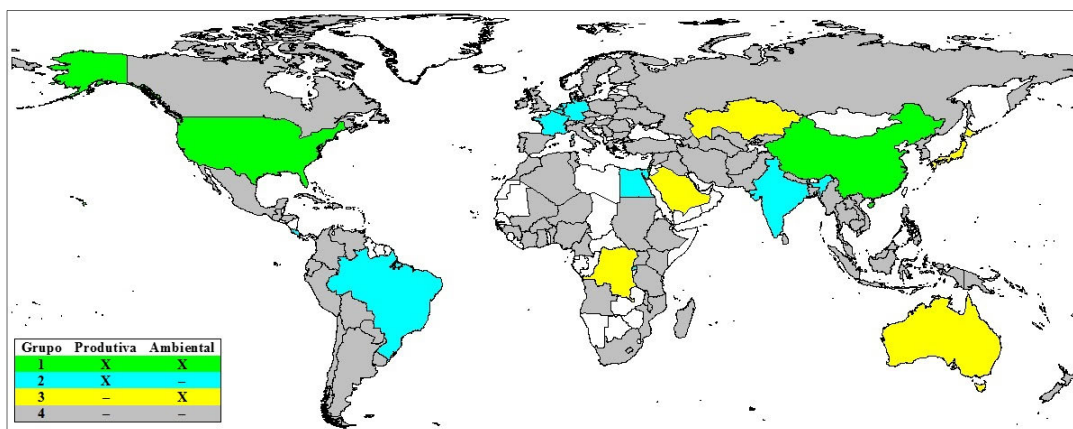 Grupo Produtiva Ambiental
1 X X
2 X –
3 – X
4 – –